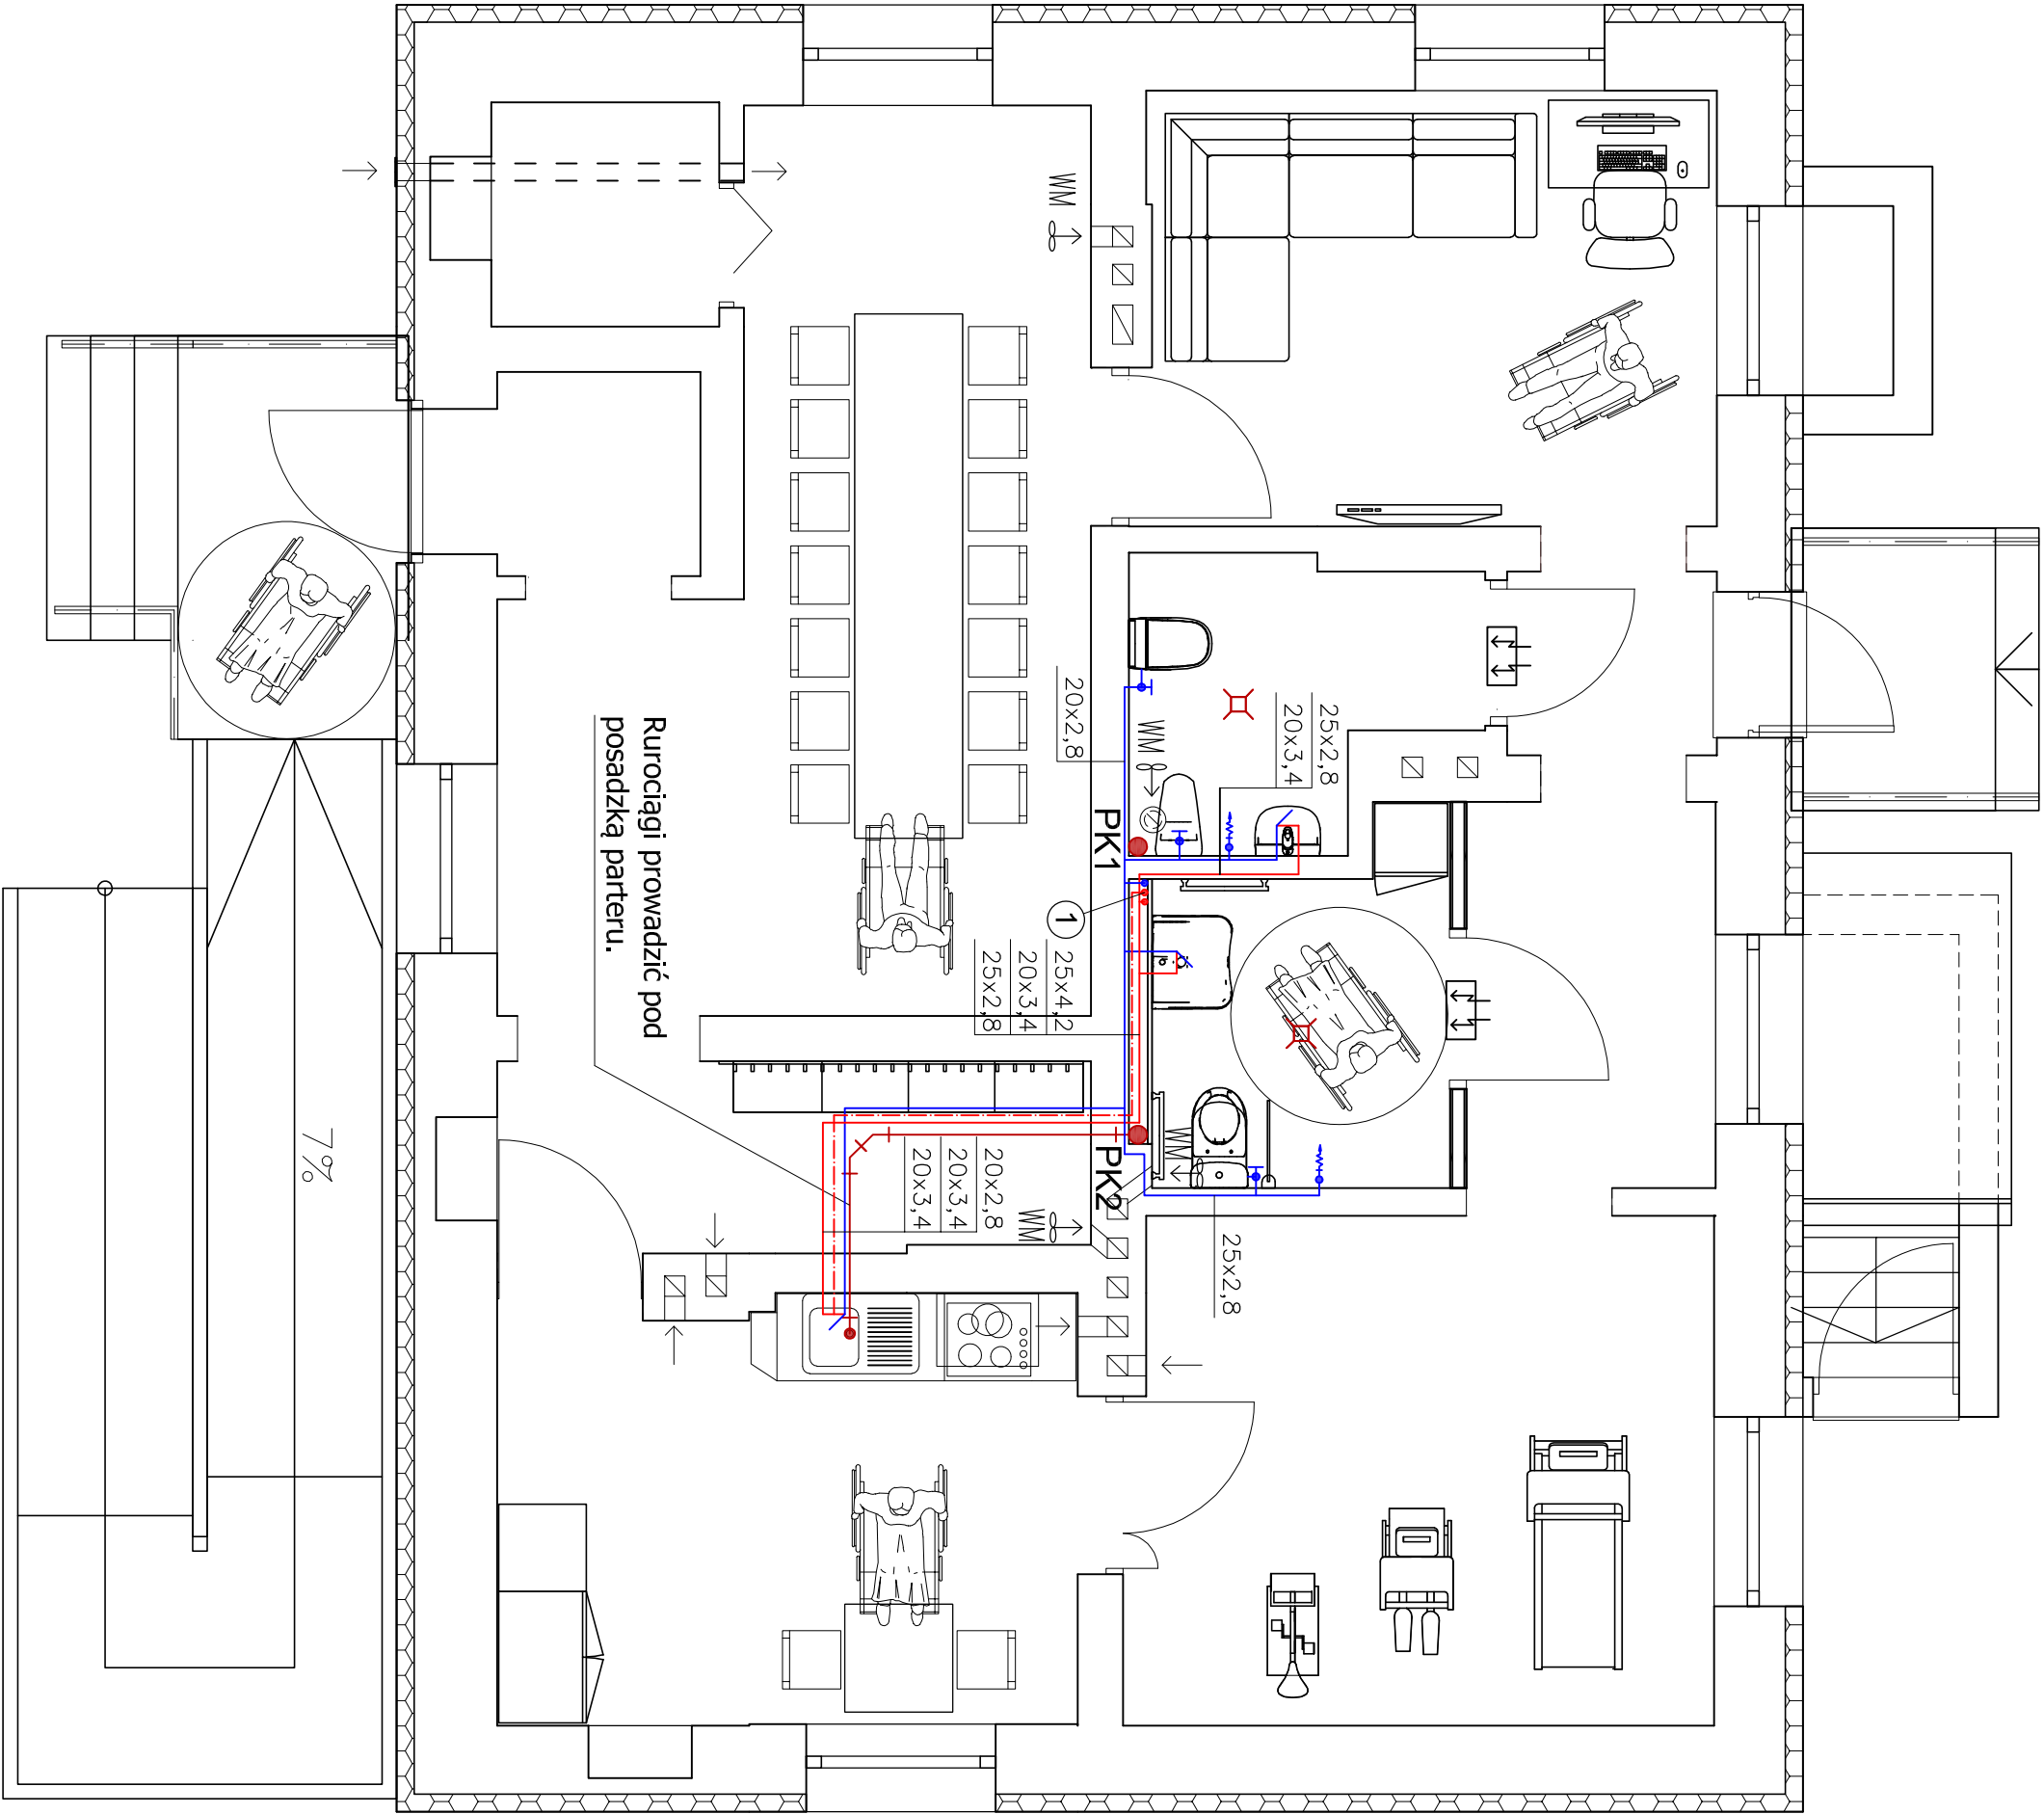 WM
25x2,8
20x3,4
20x2,8
WM
PK1
1
25x4,2
20x3,4
25x2,8
Rurociągi prowadzić pod
posadzką parteru.
WM
PK2
20x2,8
20x3,4
20x3,4
WM
25x2,8
7%